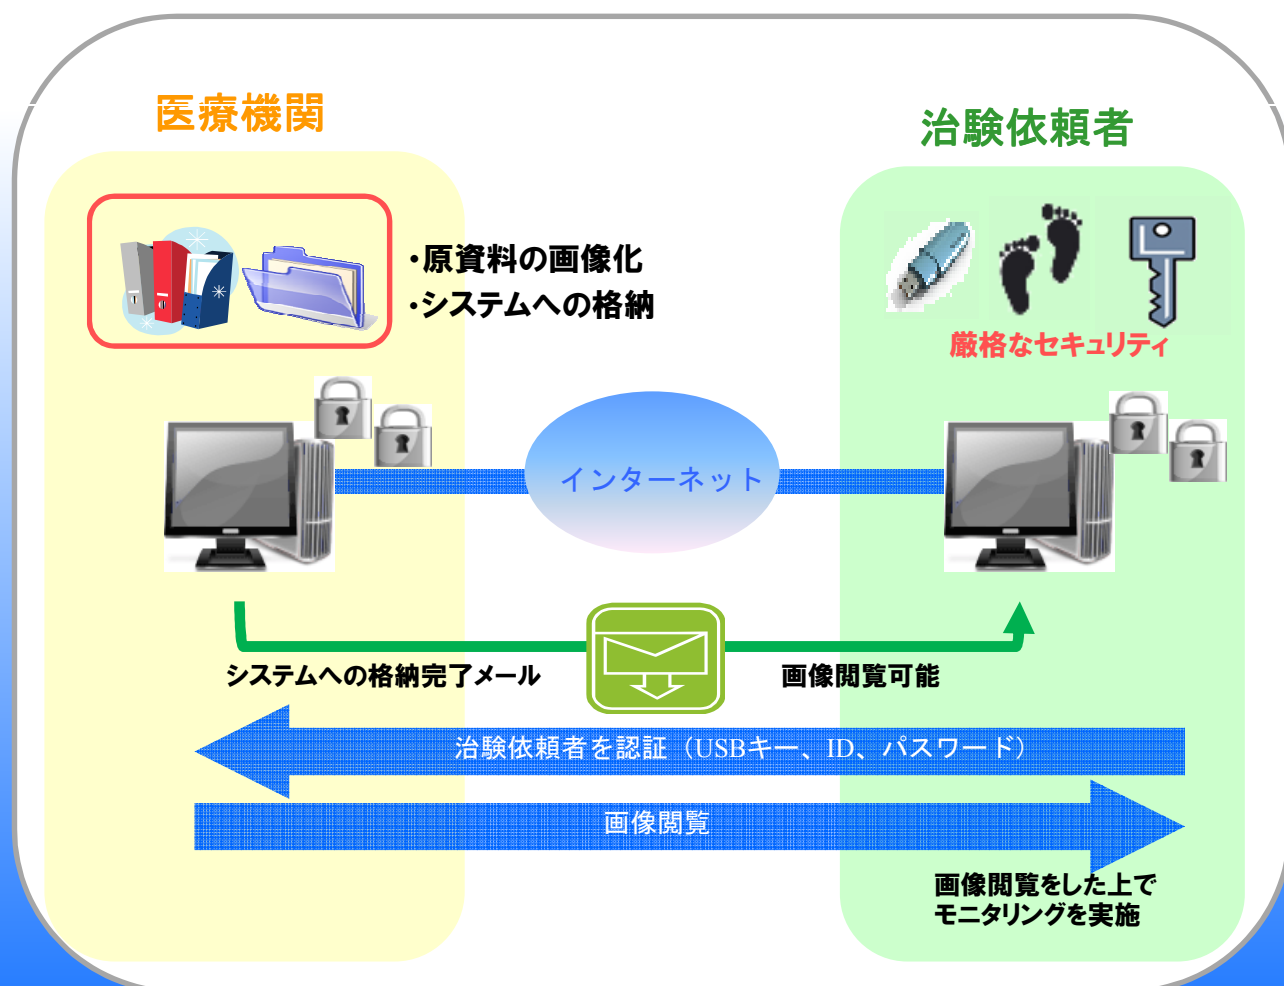 医療機関
治験依頼者
・原資料の画像化
・システムへの格納
厳格なセキュリティ
インターネット
システムへの格納完了メール
画像閲覧可能
治験依頼者を認証（USBキー、ID、パスワード）
画像閲覧
画像閲覧をした上で
モニタリングを実施